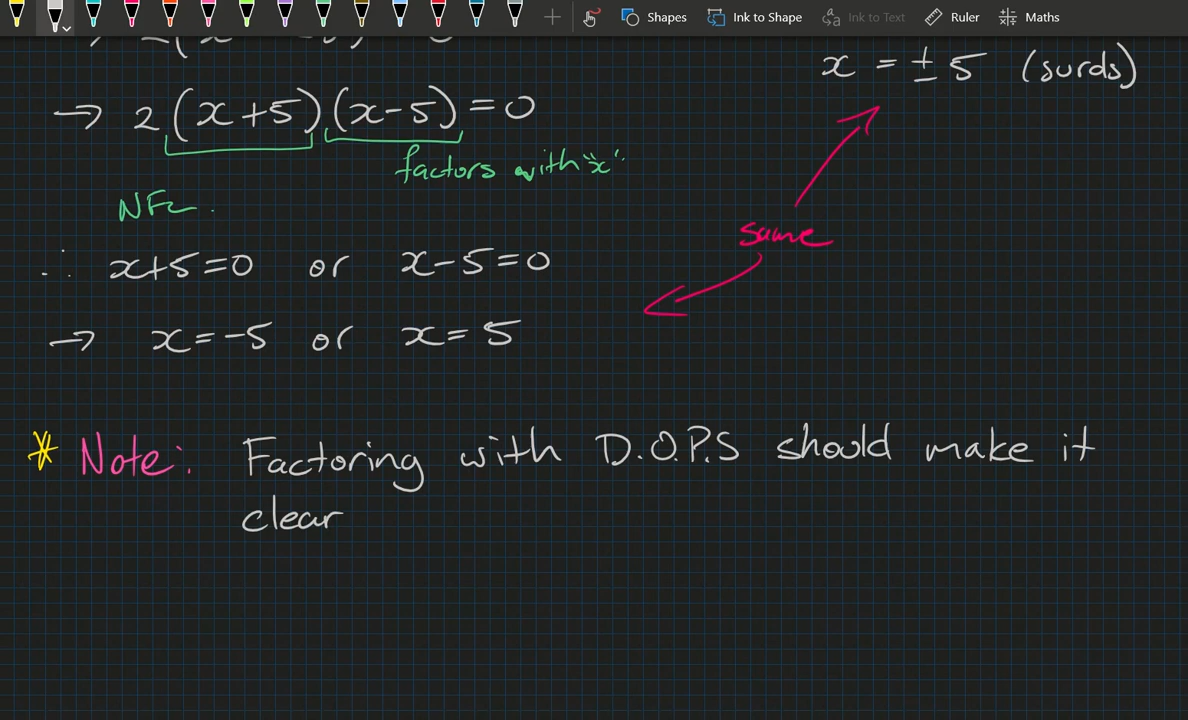 Shapes Ink to Shape Ink to Text Ruler Maths
x = ± 5 (surds)
→ 2(x+5)(x-5)=0
factors with "x"
NFL.
same
∴ x+5=0 or x-5=0
→ x=-5 or x=5
* Note: Factoring with D.O.P.S should make it
clear